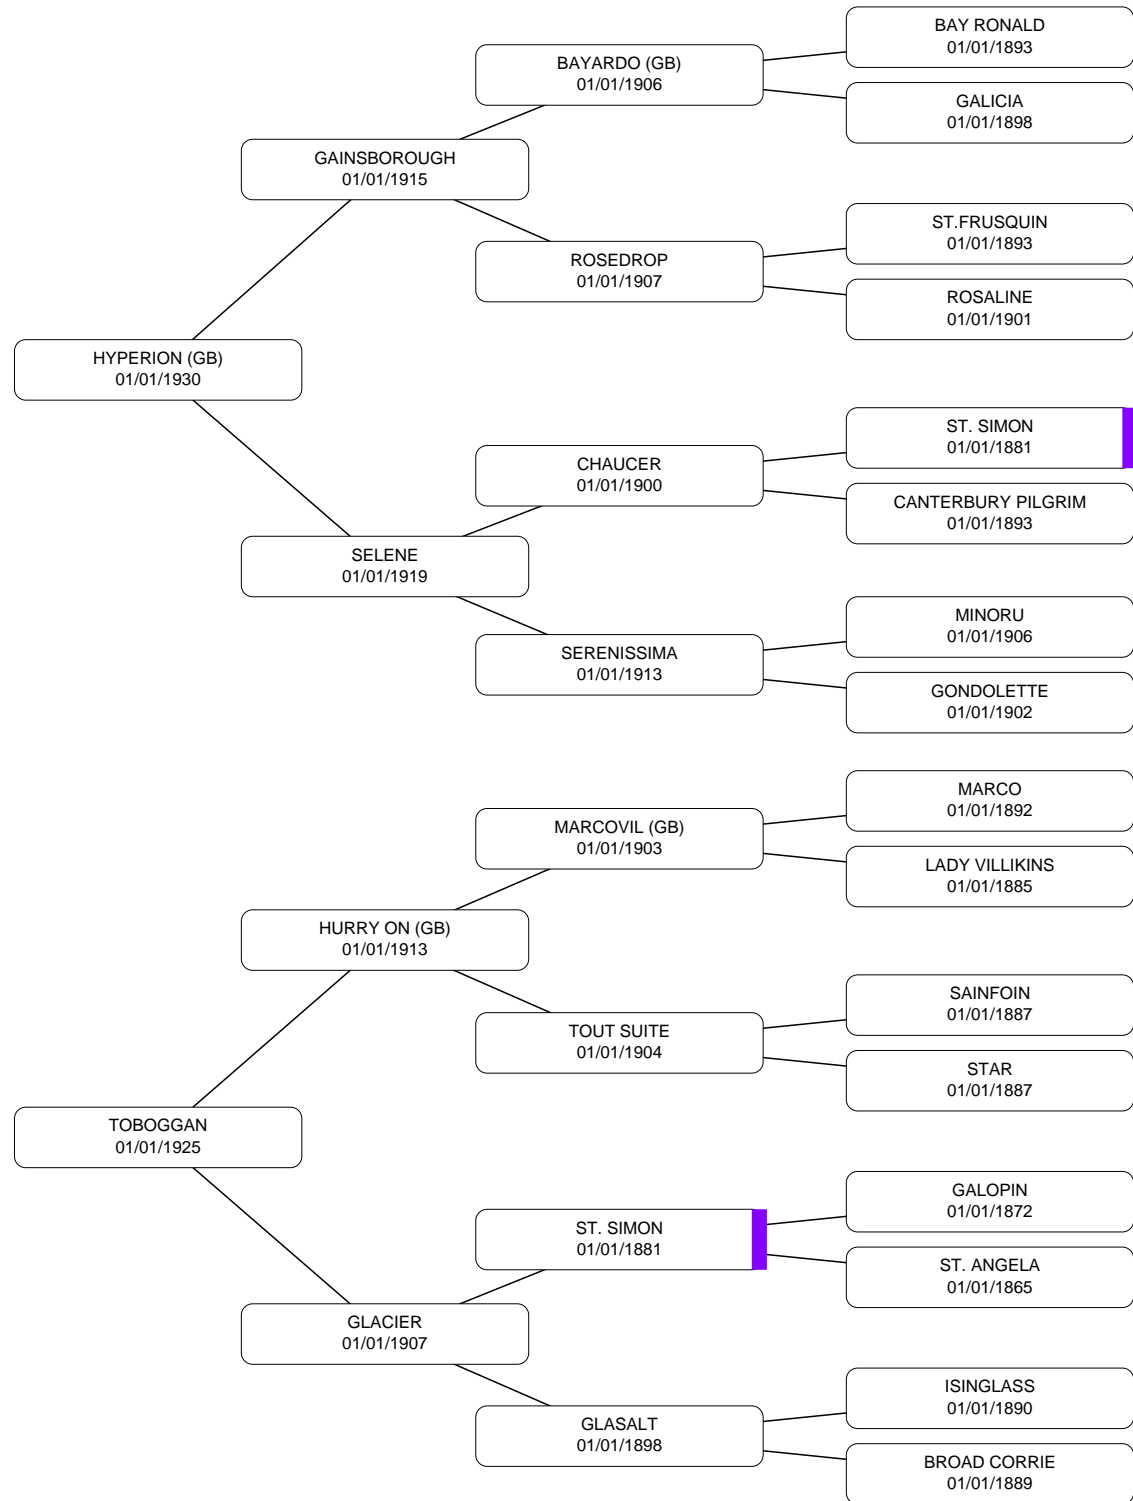 BAY RONALD
01/01/1893
BAYARDO (GB)
01/01/1906
GALICIA
01/01/1898
GAINSBOROUGH
01/01/1915
ST.FRUSQUIN
01/01/1893
ROSEDROP
01/01/1907
ROSALINE
01/01/1901
HYPERION (GB)
01/01/1930
ST. SIMON
01/01/1881
CHAUCER
01/01/1900
CANTERBURY PILGRIM
01/01/1893
SELENE
01/01/1919
MINORU
01/01/1906
SERENISSIMA
01/01/1913
GONDOLETTE
01/01/1902
MARCO
01/01/1892
MARCOVIL (GB)
01/01/1903
LADY VILLIKINS
01/01/1885
HURRY ON (GB)
01/01/1913
SAINFOIN
01/01/1887
TOUT SUITE
01/01/1904
STAR
01/01/1887
TOBOGGAN
01/01/1925
GALOPIN
01/01/1872
ST. SIMON
01/01/1881
ST. ANGELA
01/01/1865
GLACIER
01/01/1907
ISINGLASS
01/01/1890
GLASALT
01/01/1898
BROAD CORRIE
01/01/1889